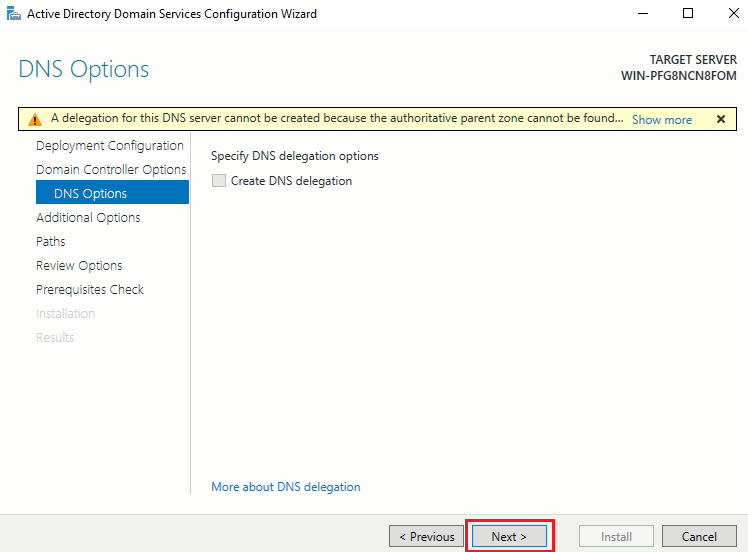 Active Directory Domain Services Configuration Wizard
DNS Options
TARGET SERVER
WIN-PFG8NCN8FOM
A delegation for this DNS server cannot be created because the authoritative parent zone cannot be found... Show more
Deployment Configuration
Domain Controller Options
DNS Options
Additional Options
Paths
Review Options
Prerequisites Check
Installation
Results
Specify DNS delegation options
Create DNS delegation
More about DNS delegation
< Previous Next > Install Cancel